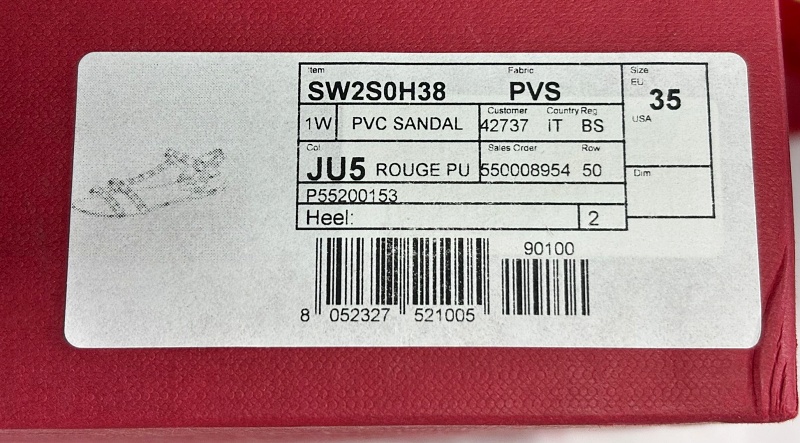 Item Fabric Size
SW2S0H38 PVS EU 35
1W PVC SANDAL Customer Country Reg USA
42737 iT BS
Col Sales Order Row Dim
JU5 ROUGE PU 550008954 50
P55200153
Heel: 2
90100
8 052327 521005